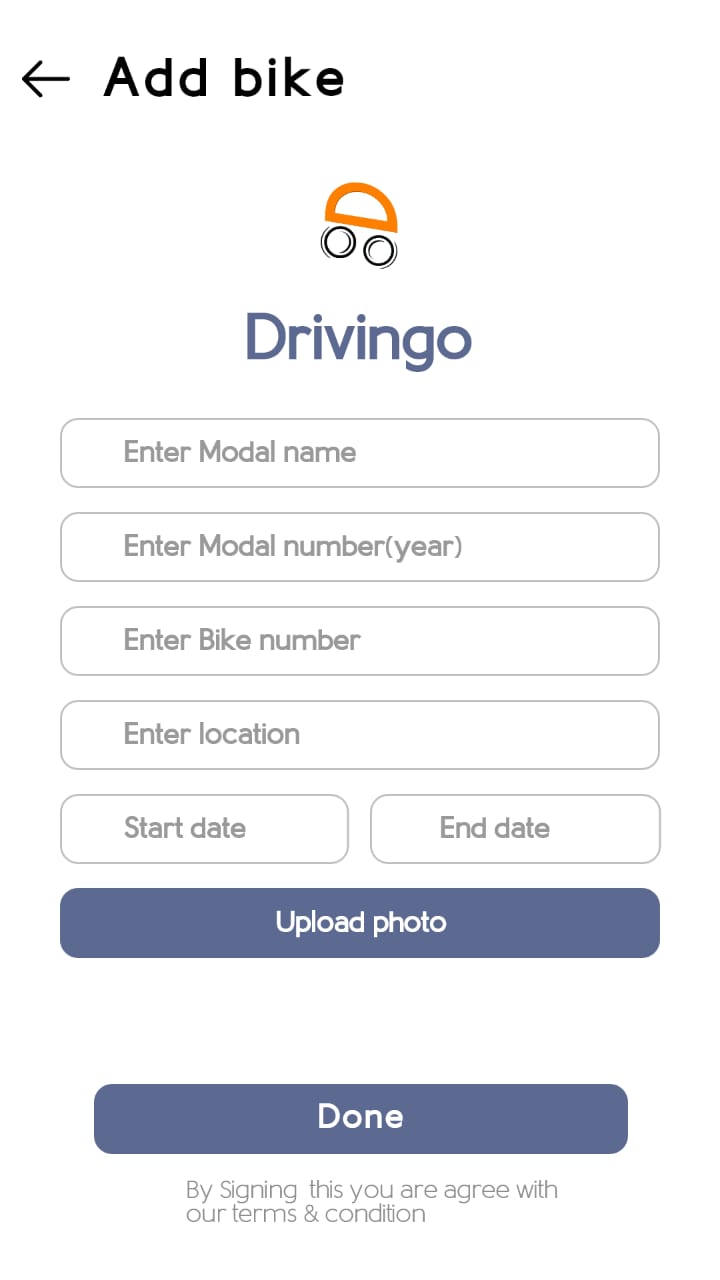 Add bike
Drivingo
Enter Modal name
Enter Modal number(year)
Enter Bike number
Enter location
Start date
End date
Upload photo
Done
By Signing  this you are agree with
our terms & condition